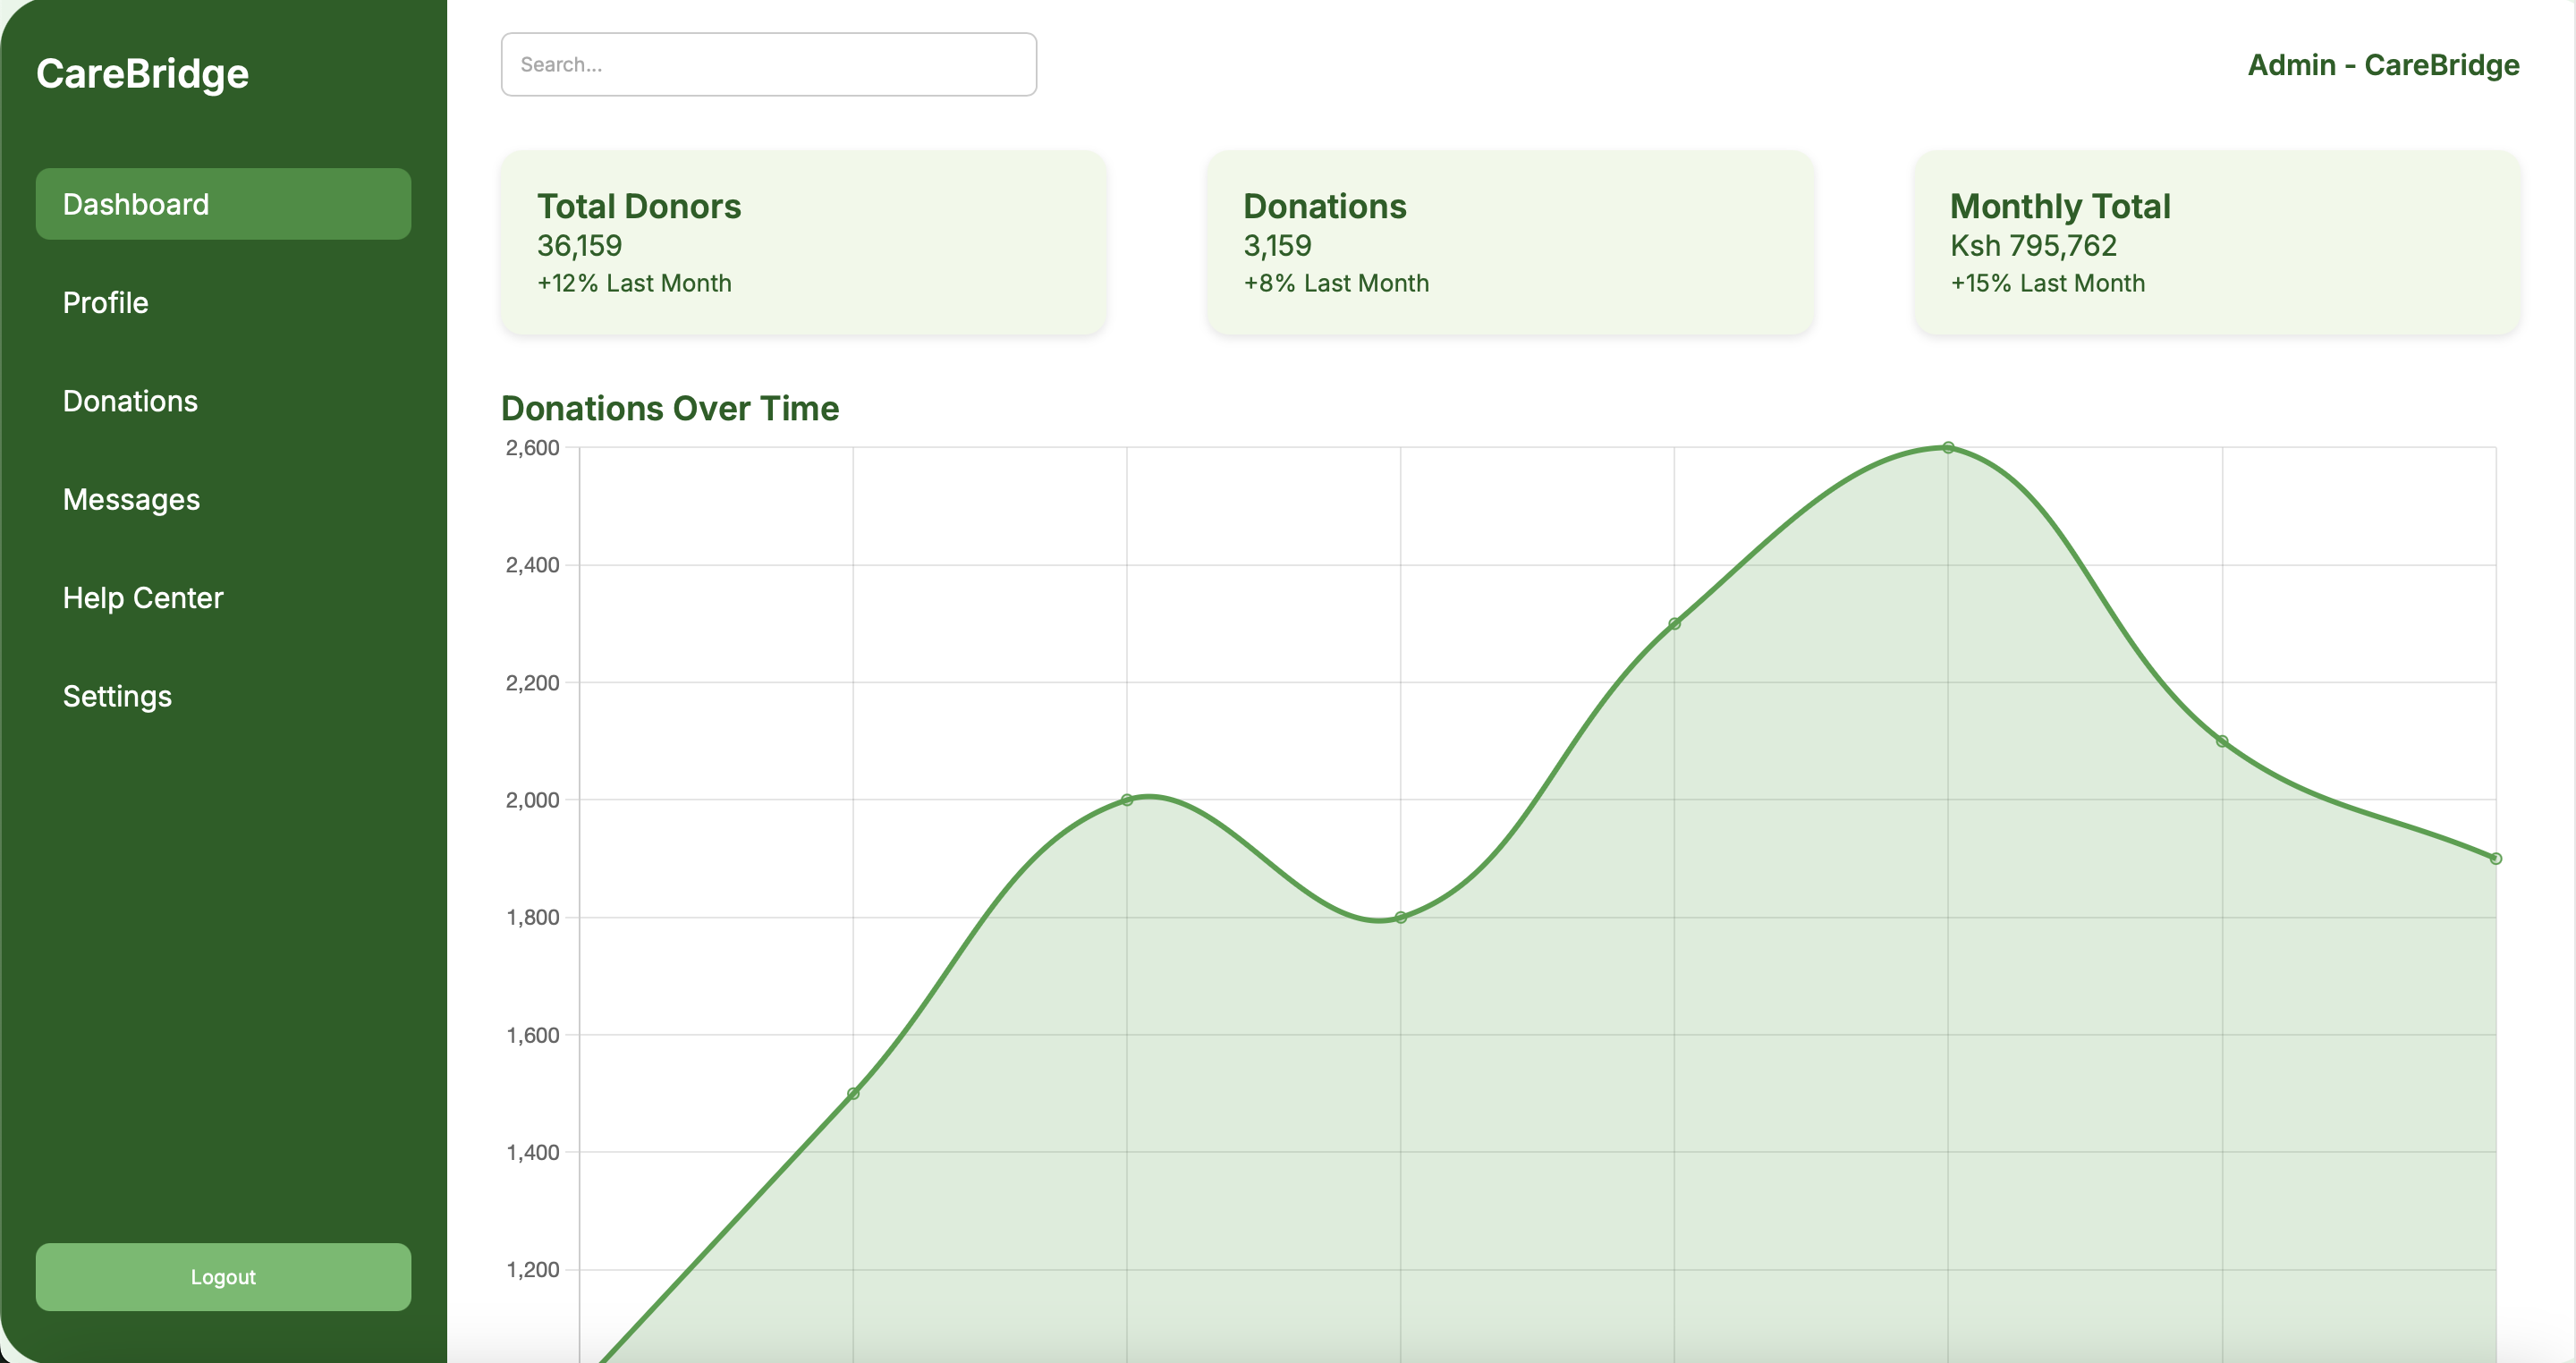 CareBridge
Dashboard
Profile
Donations
Messages
Help Center
Settings
Logout
Search...
Admin - CareBridge
Total Donors
36,159
+12% Last Month
Donations
3,159
+8% Last Month
Monthly Total
Ksh 795,762
+15% Last Month
Donations Over Time
2,600
2,400
2,200
2,000
1,800
1,600
1,400
1,200